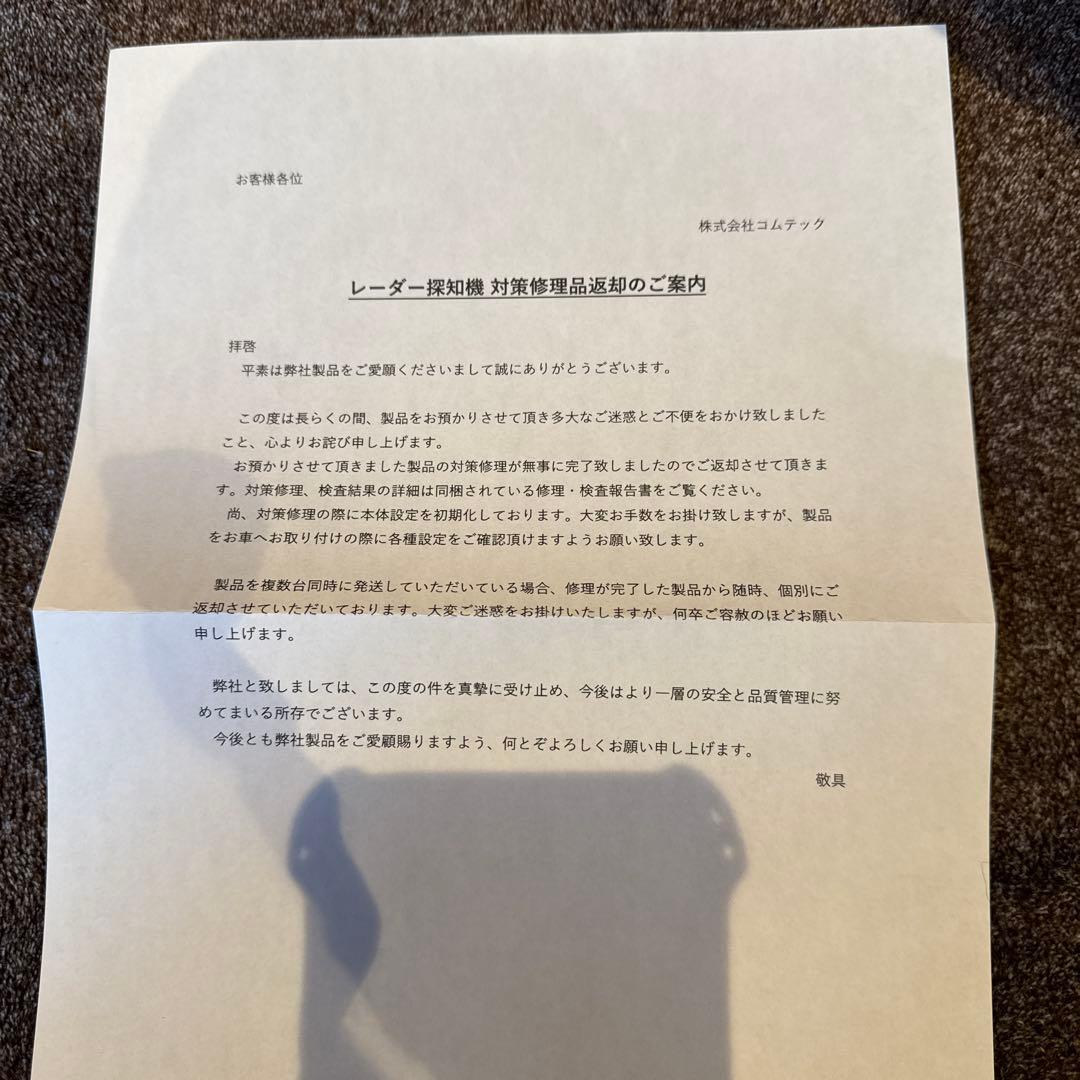 お客様各位
株式会社コムテック
レーダー探知機 対策修理品返却のご案内
拝啓
平素は弊社製品をご愛願くださいまして誠にありがとうございます。
この度は長らくの間、製品をお預かりさせて頂き多大なご迷惑とご不便をおかけ致しました
こと、心よりお詫び申し上げます。
お預かりさせて頂きました製品の対策修理が無事に完了致しましたのでご返却させて頂きま
す。対策修理、検査結果の詳細は同梱されている修理・検査報告書をご覧ください。
尚、対策修理の際に本体設定を初期化しております。大変お手数をお掛け致しますが、製品
をお車へお取り付けの際に各種設定をご確認頂けますようお願い致します。
製品を複数台同時に発送していただいている場合、修理が完了した製品から随時、個別にご
返却させていただいております。大変ご迷惑をお掛けいたしますが、何卒ご容赦のほどお願い
申し上げます。
弊社と致しましては、この度の件を真摯に受け止め、今後はより一層の安全と品質管理に努
めてまいる所存でございます。
今後とも弊社製品をご愛顧賜りますよう、何とぞよろしくお願い申し上げます。
敬具